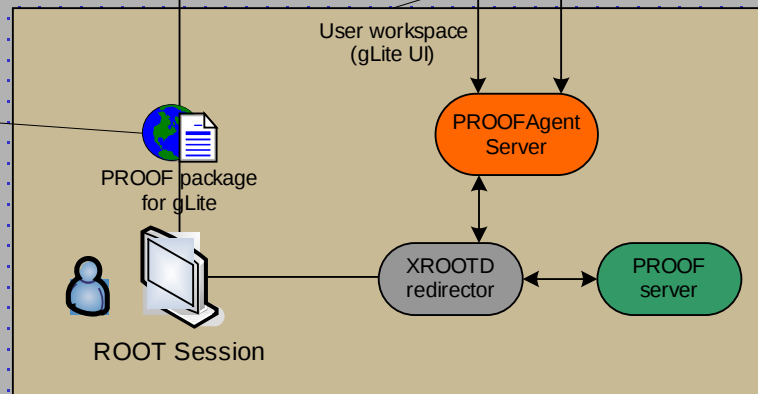 User workspace
(gLite UI)
PROOFAgent
Server
PROOF package
for gLite
XROOTD
redirector
PROOF
server
ROOT Session